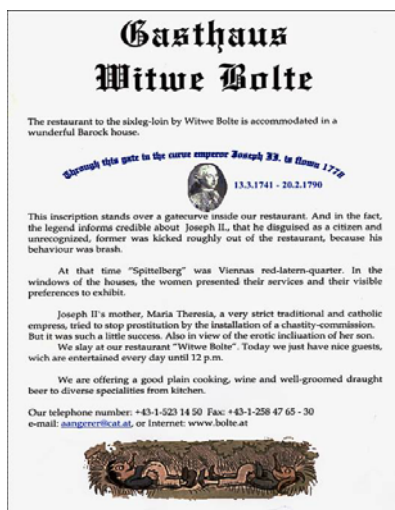 Gasthaus
Witwe Bolte
The restaurant to the sixleg-loin by Witwe Bolte is accommodated in a
wunderful Barock house.
Through this gate in the curve emperor Joseph II. is flown 1778
13.3.1741 - 20.2.1790
This inscription stands over a gatecurve inside our restaurant. And in the fact,
the legend informs credible about Joseph II., that he disguised as a citizen and
unrecognized, former was kicked roughly out of the restaurant, because his
behaviour was brash.
At that time "Spittelberg" was Viennas red-latern-quarter. In the
windows of the houses, the women presented their services and their visible
preferences to exhibit.
Joseph II's mother, Maria Theresia, a very strict traditional and catholic
empress, tried to stop prostitution by the installation of a chastity-commission.
But it was such a little success. Also in view of the erotic incliuation of her son.
We slay at our restaurant "Witwe Bolte". Today we just have nice guests,
wich are entertained every day until 12 p.m.
We are offering a good plain cooking, wine and well-groomed draught
beer to diverse specialities from kitchen.
Our telephone number: +43-1-523 14 50 Fax: +43-1-258 47 65 - 30
e-mail: aangerer@cat.at, or Internet: www.bolte.at